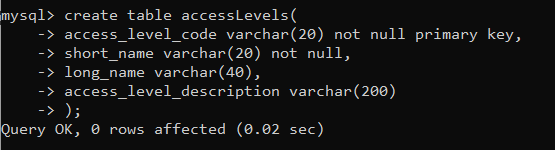 mysql> create table accessLevels(
    -> access_level_code varchar(20) not null primary key,
    -> short_name varchar(20) not null,
    -> long_name varchar(40),
    -> access_level_description varchar(200)
    -> );
Query OK, 0 rows affected (0.02 sec)